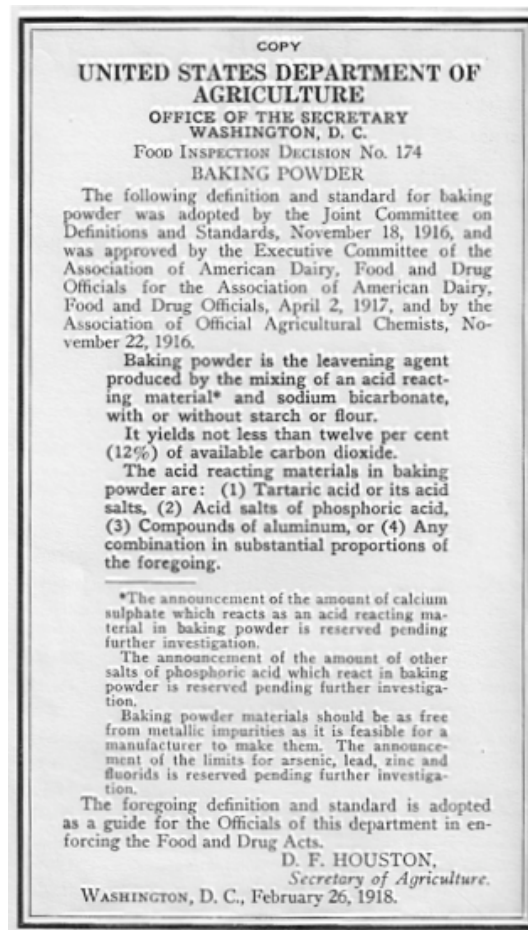 COPY
UNITED STATES DEPARTMENT OF
AGRICULTURE
OFFICE OF THE SECRETARY
WASHINGTON, D. C.
FOOD INSPECTION DECISION NO. 174
BAKING POWDER
The following definition and standard for baking
powder was adopted by the Joint Committee on
Definitions and Standards, November 18, 1916, and
was approved by the Executive Committee of the
Association of American Dairy, Food and Drug
Officials for the Association of American Dairy,
Food and Drug Officials, April 2, 1917, and by the
Association of Official Agricultural Chemists, No-
vember 22, 1916.
Baking powder is the leavening agent
produced by the mixing of an acid react-
ing material* and sodium bicarbonate,
with or without starch or flour.
It yields not less than twelve per cent
(12%) of available carbon dioxide.
The acid reacting materials in baking
powder are: (1) Tartaric acid or its acid
salts, (2) Acid salts of phosphoric acid,
(3) Compounds of aluminum, or (4) Any
combination in substantial proportions of
the foregoing.
*The announcement of the amount of calcium
sulphate which reacts as an acid reacting ma-
terial in baking powder is reserved pending
further investigation.
The announcement of the amount of other
salts of phosphoric acid which react in baking
powder is reserved pending further investiga-
tion.
Baking powder materials should be as free
from metallic impurities as it is feasible for a
manufacturer to make them. The announce-
ment of the limits for arsenic, lead, zinc and
fluorids is reserved pending further investiga-
tion.
The foregoing definition and standard is adopted
as a guide for the Officials of this department in en-
forcing the Food and Drug Acts.
D. F. HOUSTON,
Secretary of Agriculture.
WASHINGTON, D. C., February 26, 1918.